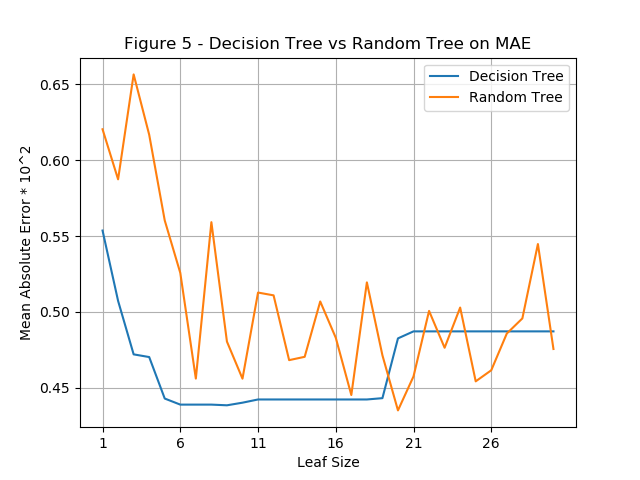 Figure 5 - Decision Tree vs Random Tree on MAE
Decision Tree
Random Tree
Mean Absolute Error * 10^2
0.65
0.60
0.55
0.50
0.45
1 6 11 16 21 26
Leaf Size